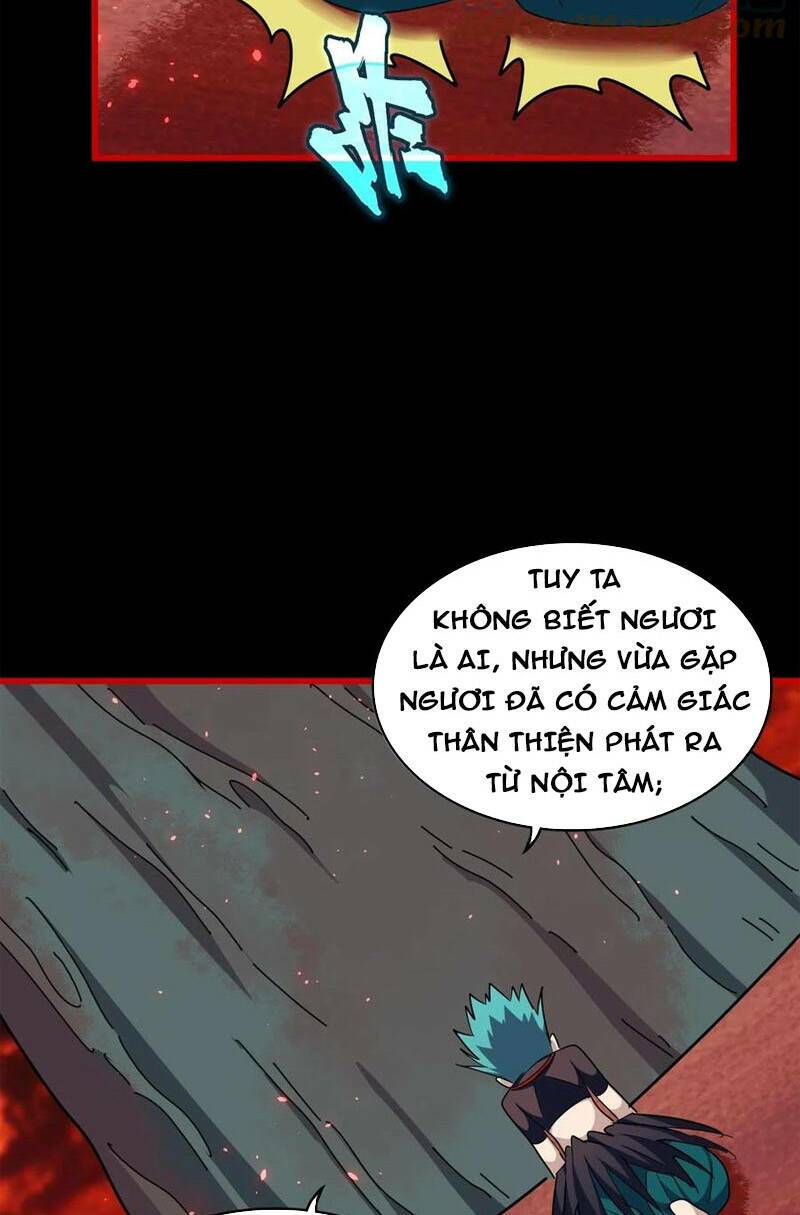 TUY TA
KHÔNG BIẾT NGƯƠI
LÀ AI, NHƯNG VỪA GẶP
NGƯƠI ĐÃ CÓ CẢM GIÁC
THÂN THIỆN PHÁT RA
TỪ NỘI TÂM;